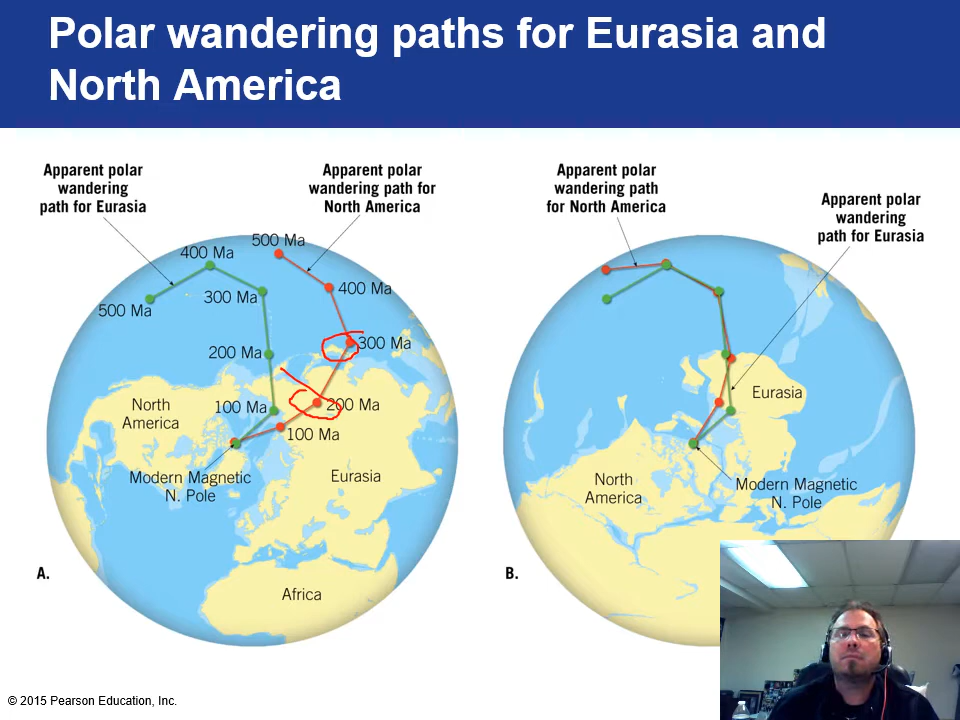 Polar wandering paths for Eurasia and
North America
Apparent polar
wandering
path for Eurasia
Apparent polar
wandering path for
North America
500 Ma
400 Ma
400 Ma
300 Ma
500 Ma
300 Ma
200 Ma
North
America
100 Ma
200 Ma
100 Ma
Modern Magnetic
N. Pole
Eurasia
Africa
A.
Apparent polar
wandering path
for North America
Apparent polar
wandering
path for Eurasia
Eurasia
North
America
Modern Magnetic
N. Pole
B.
© 2015 Pearson Education, Inc.